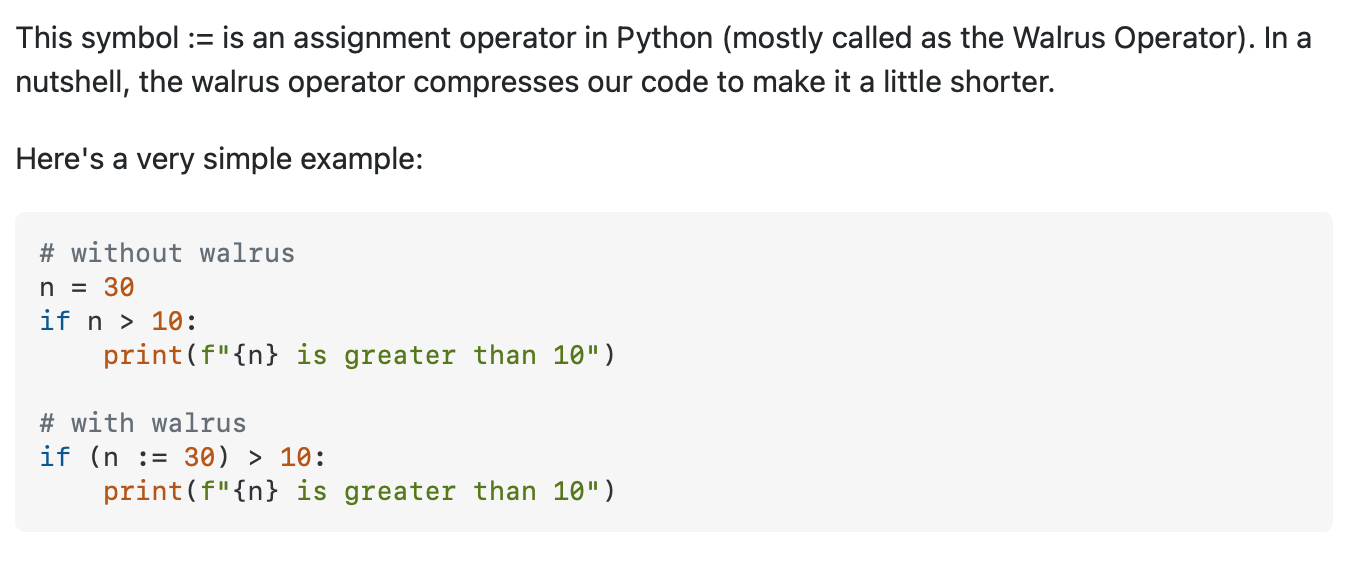 This symbol := is an assignment operator in Python (mostly called as the Walrus Operator). In a
nutshell, the walrus operator compresses our code to make it a little shorter.
Here's a very simple example:
# without walrus
n = 30
if n > 10:
    print(f"{n} is greater than 10")
# with walrus
if (n := 30) > 10:
    print(f"{n} is greater than 10")